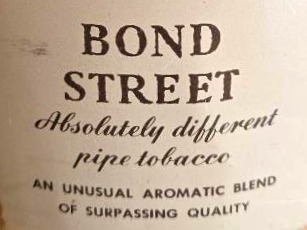 BOND
STREET
Absolutely different
pipe tobacco
AN UNUSUAL AROMATIC BLEND
OF SURPASSING QUALITY